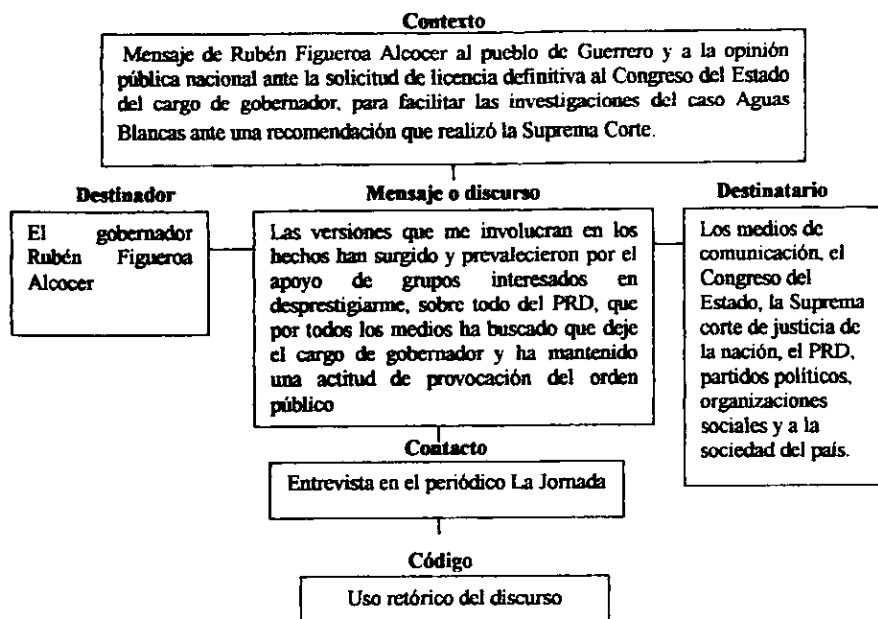 Contexto
Mensaje de Rubén Figueroa Alcocer al pueblo de Guerrero y a la opinión
pública nacional ante la solicitud de licencia definitiva al Congreso del Estado
del cargo de gobernador, para facilitar las investigaciones del caso Aguas
Blancas ante una recomendación que realizó la Suprema Corte.
Destinador
El gobernador
Rubén Figueroa
Alcocer
Mensaje o discurso
Las versiones que me involucran en los
hechos han surgido y prevalecieron por el
apoyo de grupos interesados en
desprestigiarme, sobre todo del PRD, que
por todos los medios ha buscado que deje
el cargo de gobernador y ha mantenido
una actitud de provocación del orden
público
Destinatario
Los medios de
comunicación, el
Congreso del
Estado, la Suprema
corte de justicia de
la nación, el PRD,
partidos políticos,
organizaciones
sociales y a la
sociedad del país.
Contacto
Entrevista en el periódico La Jornada
Código
Uso retórico del discurso